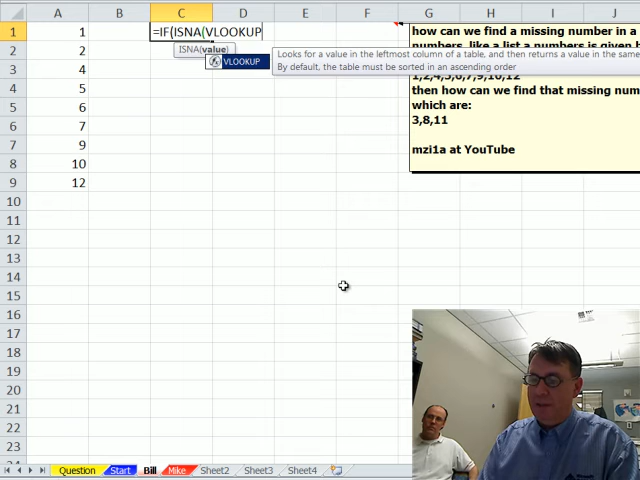 A B C D E F G H I J
1 1 =IF(ISNA(VLOOKUP
how can we find a missing number in a
2 2 ISNA(value) numbers, like a list a numbers is given b
VLOOKUP Looks for a value in the leftmost column of a table, and then returns a value in the same
By default, the table must be sorted in an ascending order
3 4 1,2,4,5,6,7,9,10,12
4 5 then how can we find that missing num
which are:
5 6 3,8,11
6 7
7 9 mzi1a at YouTube
8 10
9 12
10
11
12
13
14
15
16
17
18
19
20
21
22
23
Question Start Bill Mike Sheet2 Sheet3 Sheet4